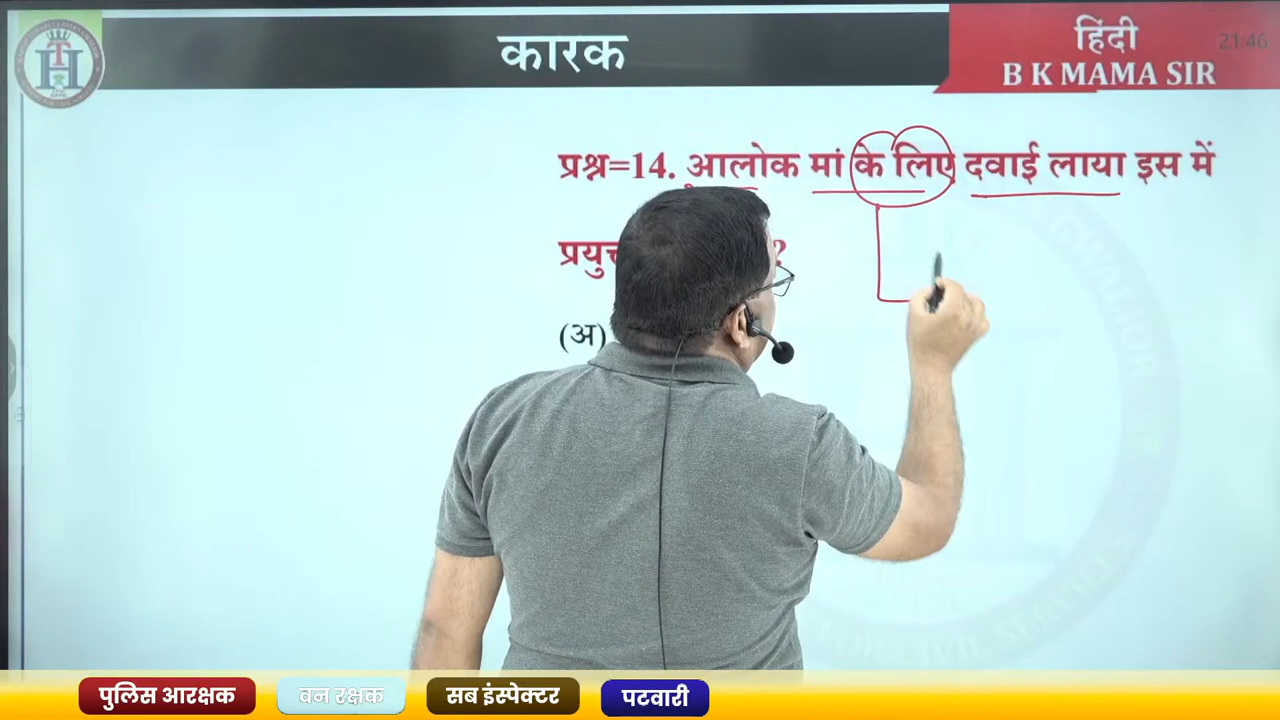 कारक
हिंदी
21:46
B K MAMA SIR
प्रश्न=14. आलोक मां के लिए दवाई लाया इस में
?
(अ)
पुलिस आरक्षक
वन रक्षक
सब इंस्पेक्टर
पटवारी